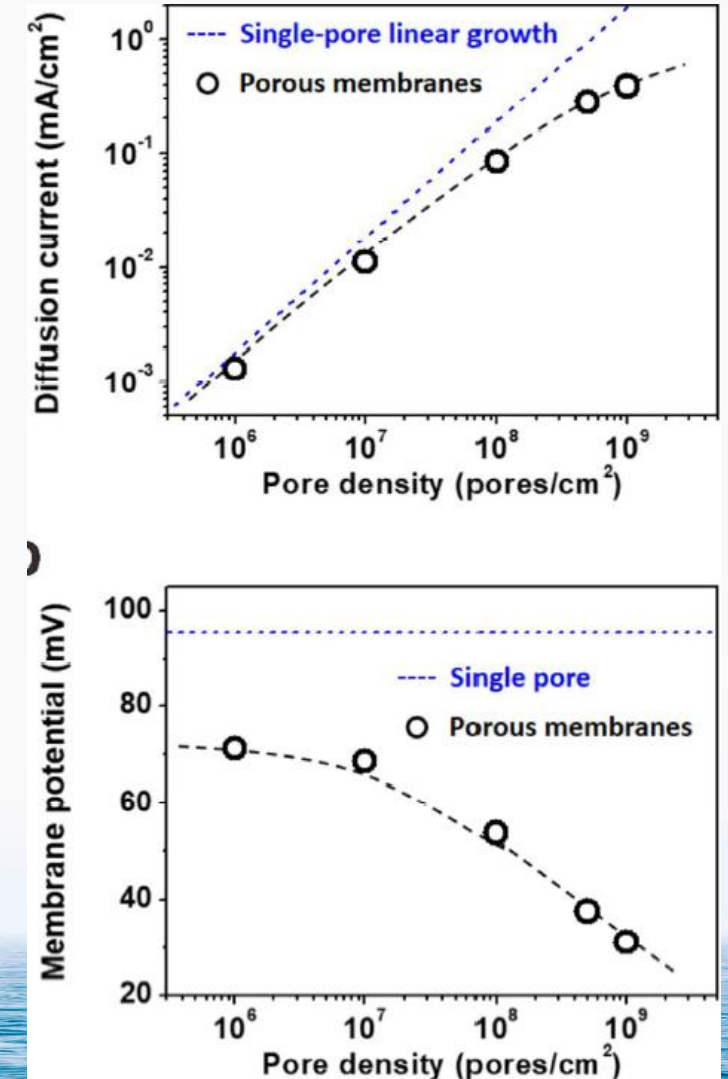 Diffusion current (mA/cm²)
10⁰
10⁻¹
10⁻²
10⁻³
---- Single-pore linear growth
Porous membranes
10⁶ 10⁷ 10⁸ 10⁹
Pore density (pores/cm²)
Membrane potential (mV)
100
80
60
40
20
---- Single pore
Porous membranes
10⁶ 10⁷ 10⁸ 10⁹
Pore density (pores/cm²)